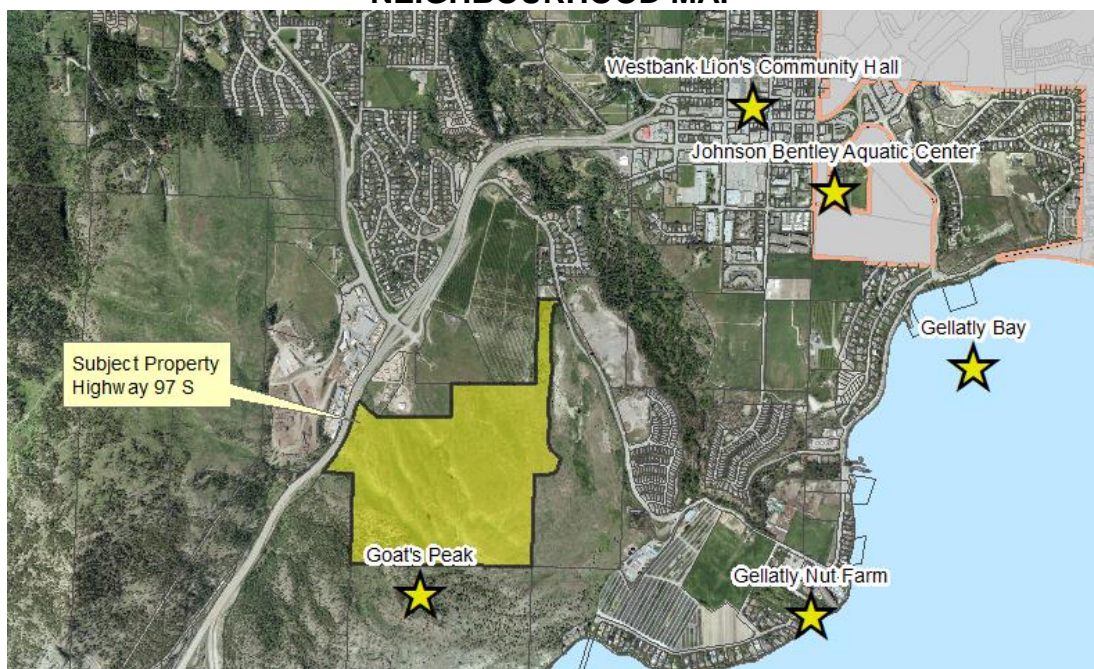 NEIGHBOURHOOD MAP
Westbank Lion's Community Hall
Johnson Bentley Aquatic Center
Gellatly Bay
Subject Property
Highway 97 S
Goat's Peak
Gellatly Nut Farm